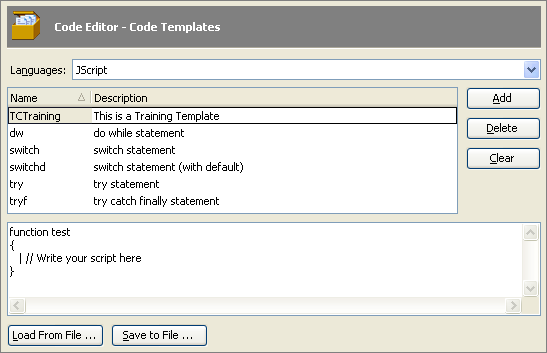 Code Editor - Code Templates
Languages: JScript
Name Description
TCTraining This is a Training Template
dw do while statement
switch switch statement
switchd switch statement (with default)
try try statement
tryf try catch finally statement
Add
Delete
Clear
function test
{
| // Write your script here
}
Load From File ... Save to File ...